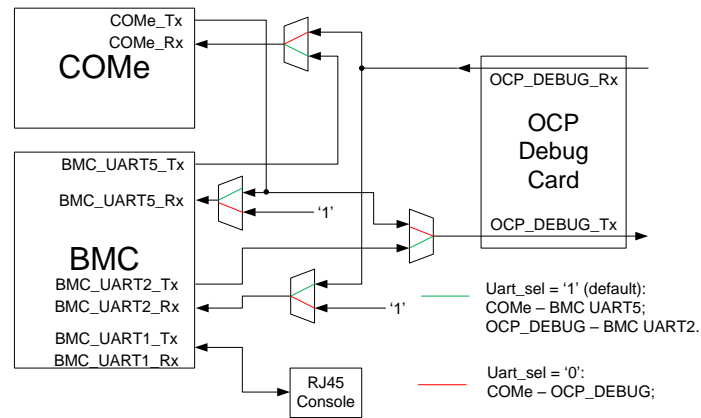 COMe_Tx
COMe_Rx
COMe
OCP_DEBUG_Rx
OCP
Debug
Card
OCP_DEBUG_Tx
BMC_UART5_Tx
BMC_UART5_Rx
'1'
BMC
BMC_UART2_Tx
BMC_UART2_Rx
'1'
BMC_UART1_Tx
BMC_UART1_Rx
RJ45
Console
Uart_sel = '1' (default):
COMe – BMC UART5;
OCP_DEBUG – BMC UART2.
Uart_sel = '0':
COMe – OCP_DEBUG;